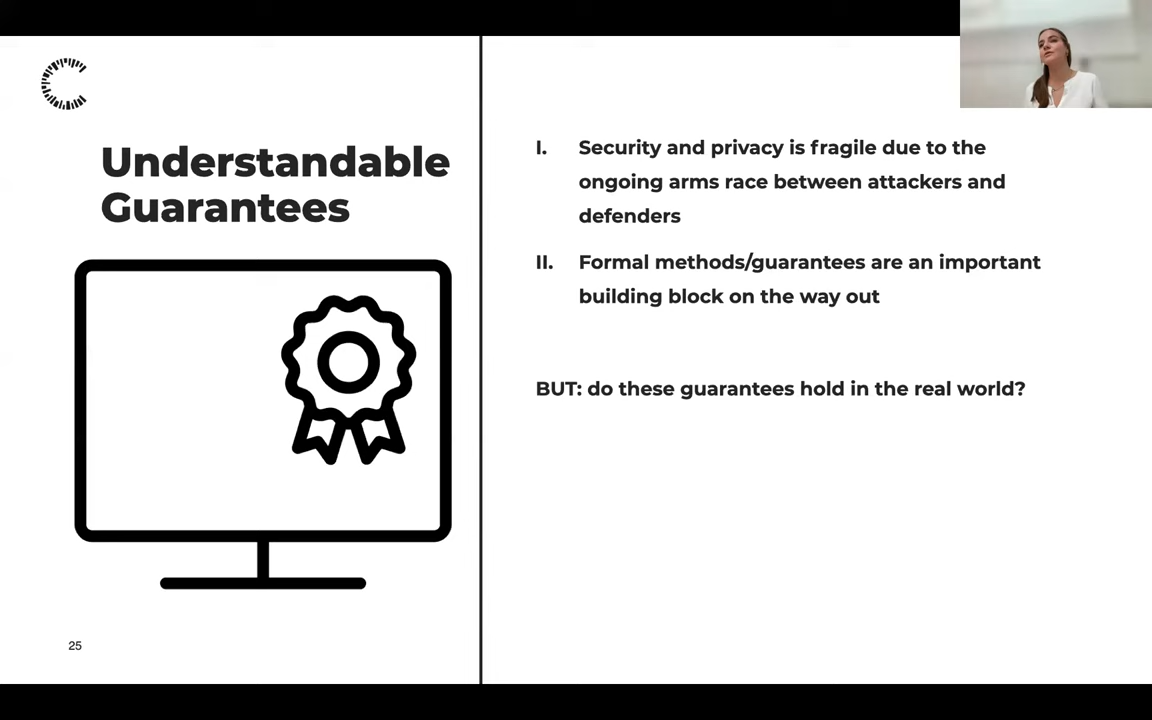 Understandable
Guarantees
I. Security and privacy is fragile due to the
ongoing arms race between attackers and
defenders
II. Formal methods/guarantees are an important
building block on the way out
BUT: do these guarantees hold in the real world?
25